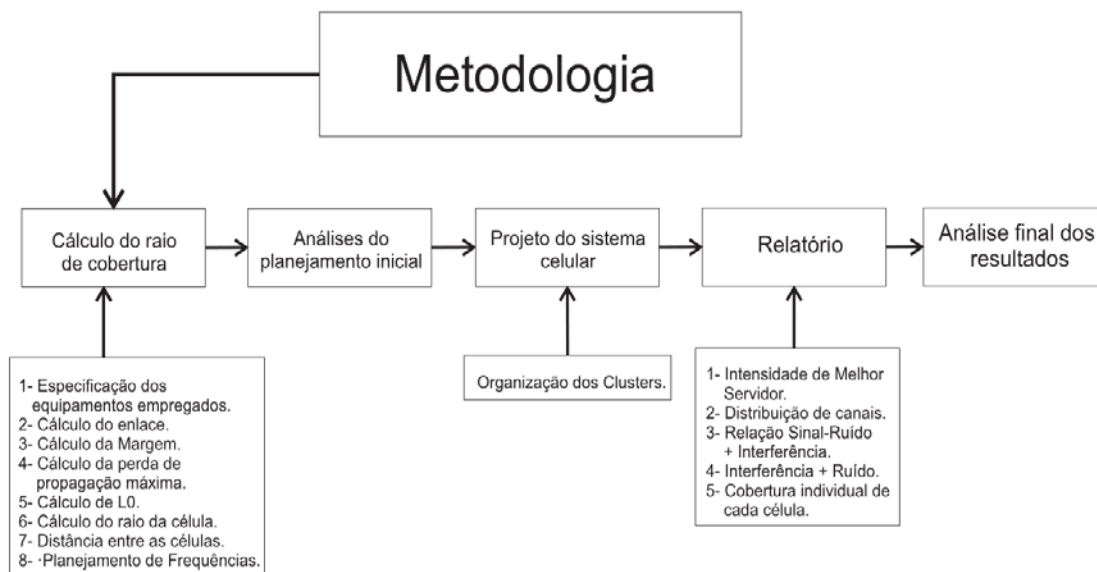 Metodologia
Cálculo do raio
de cobertura
Análises do
planejamento inicial
Projeto do sistema
celular
Relatório
Análise final dos
resultados
1- Especificação dos
equipamentos empregados.
2- Cálculo do enlace.
3- Cálculo da Margem.
4- Cálculo da perda de
propagação máxima.
5- Cálculo de L0.
6- Cálculo do raio da célula.
7- Distância entre as células.
8- ·Planejamento de Frequências.
Organização dos Clusters.
1- Intensidade de Melhor
Servidor.
2- Distribuição de canais.
3- Relação Sinal-Ruído
+ Interferência.
4- Interferência + Ruído.
5- Cobertura individual de
cada célula.